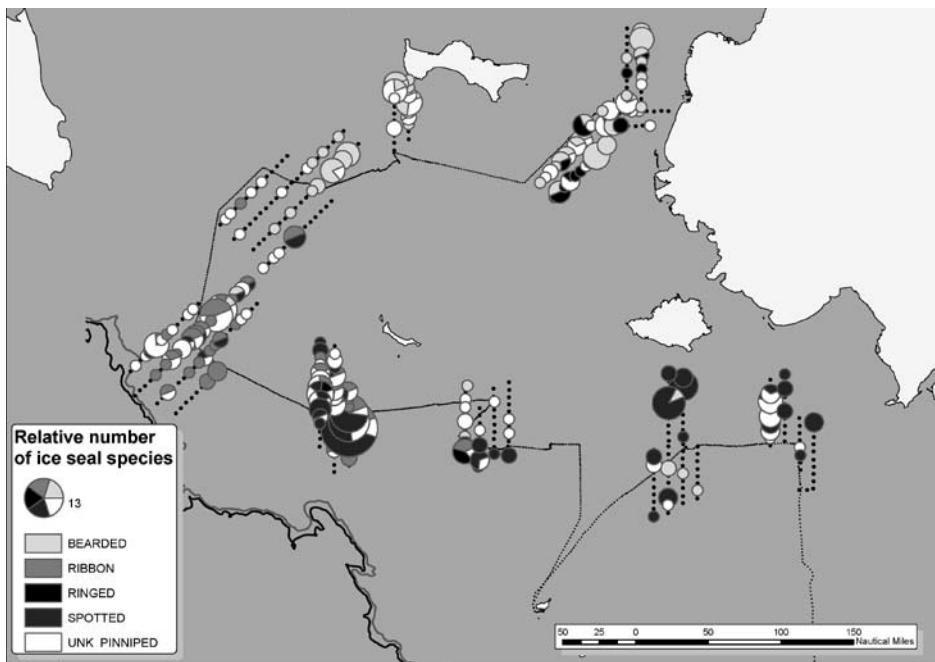 Relative number
of ice seal species
13
BEARDED
RIBBON
RINGED
SPOTTED
UNK PINNIPED
50 25 0 50 100 150
Nautical Miles